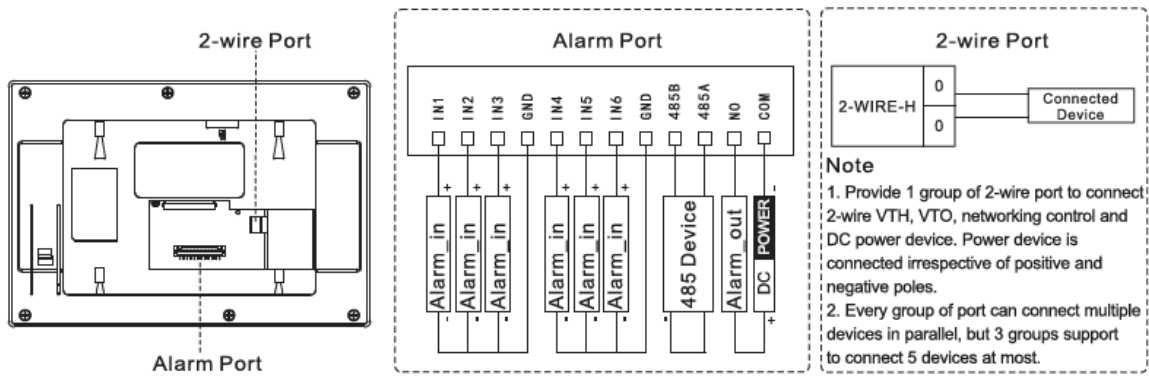 2-wire Port
Alarm Port
Alarm Port
IN1
IN2
IN3
GND
IN4
IN5
IN6
GND
485B
485A
NO
COM
+
+
+
+
+
+
-
Alarm_in
Alarm_in
Alarm_in
Alarm_in
Alarm_in
Alarm_in
485 Device
Alarm_out
DC POWER
-
-
-
-
-
-
-
+
2-wire Port
2-WIRE-H
0
0
Connected
Device
Note
1. Provide 1 group of 2-wire port to connect
2-wire VTH, VTO, networking control and
DC power device. Power device is
connected irrespective of positive and
negative poles.
2. Every group of port can connect multiple
devices in parallel, but 3 groups support
to connect 5 devices at most.